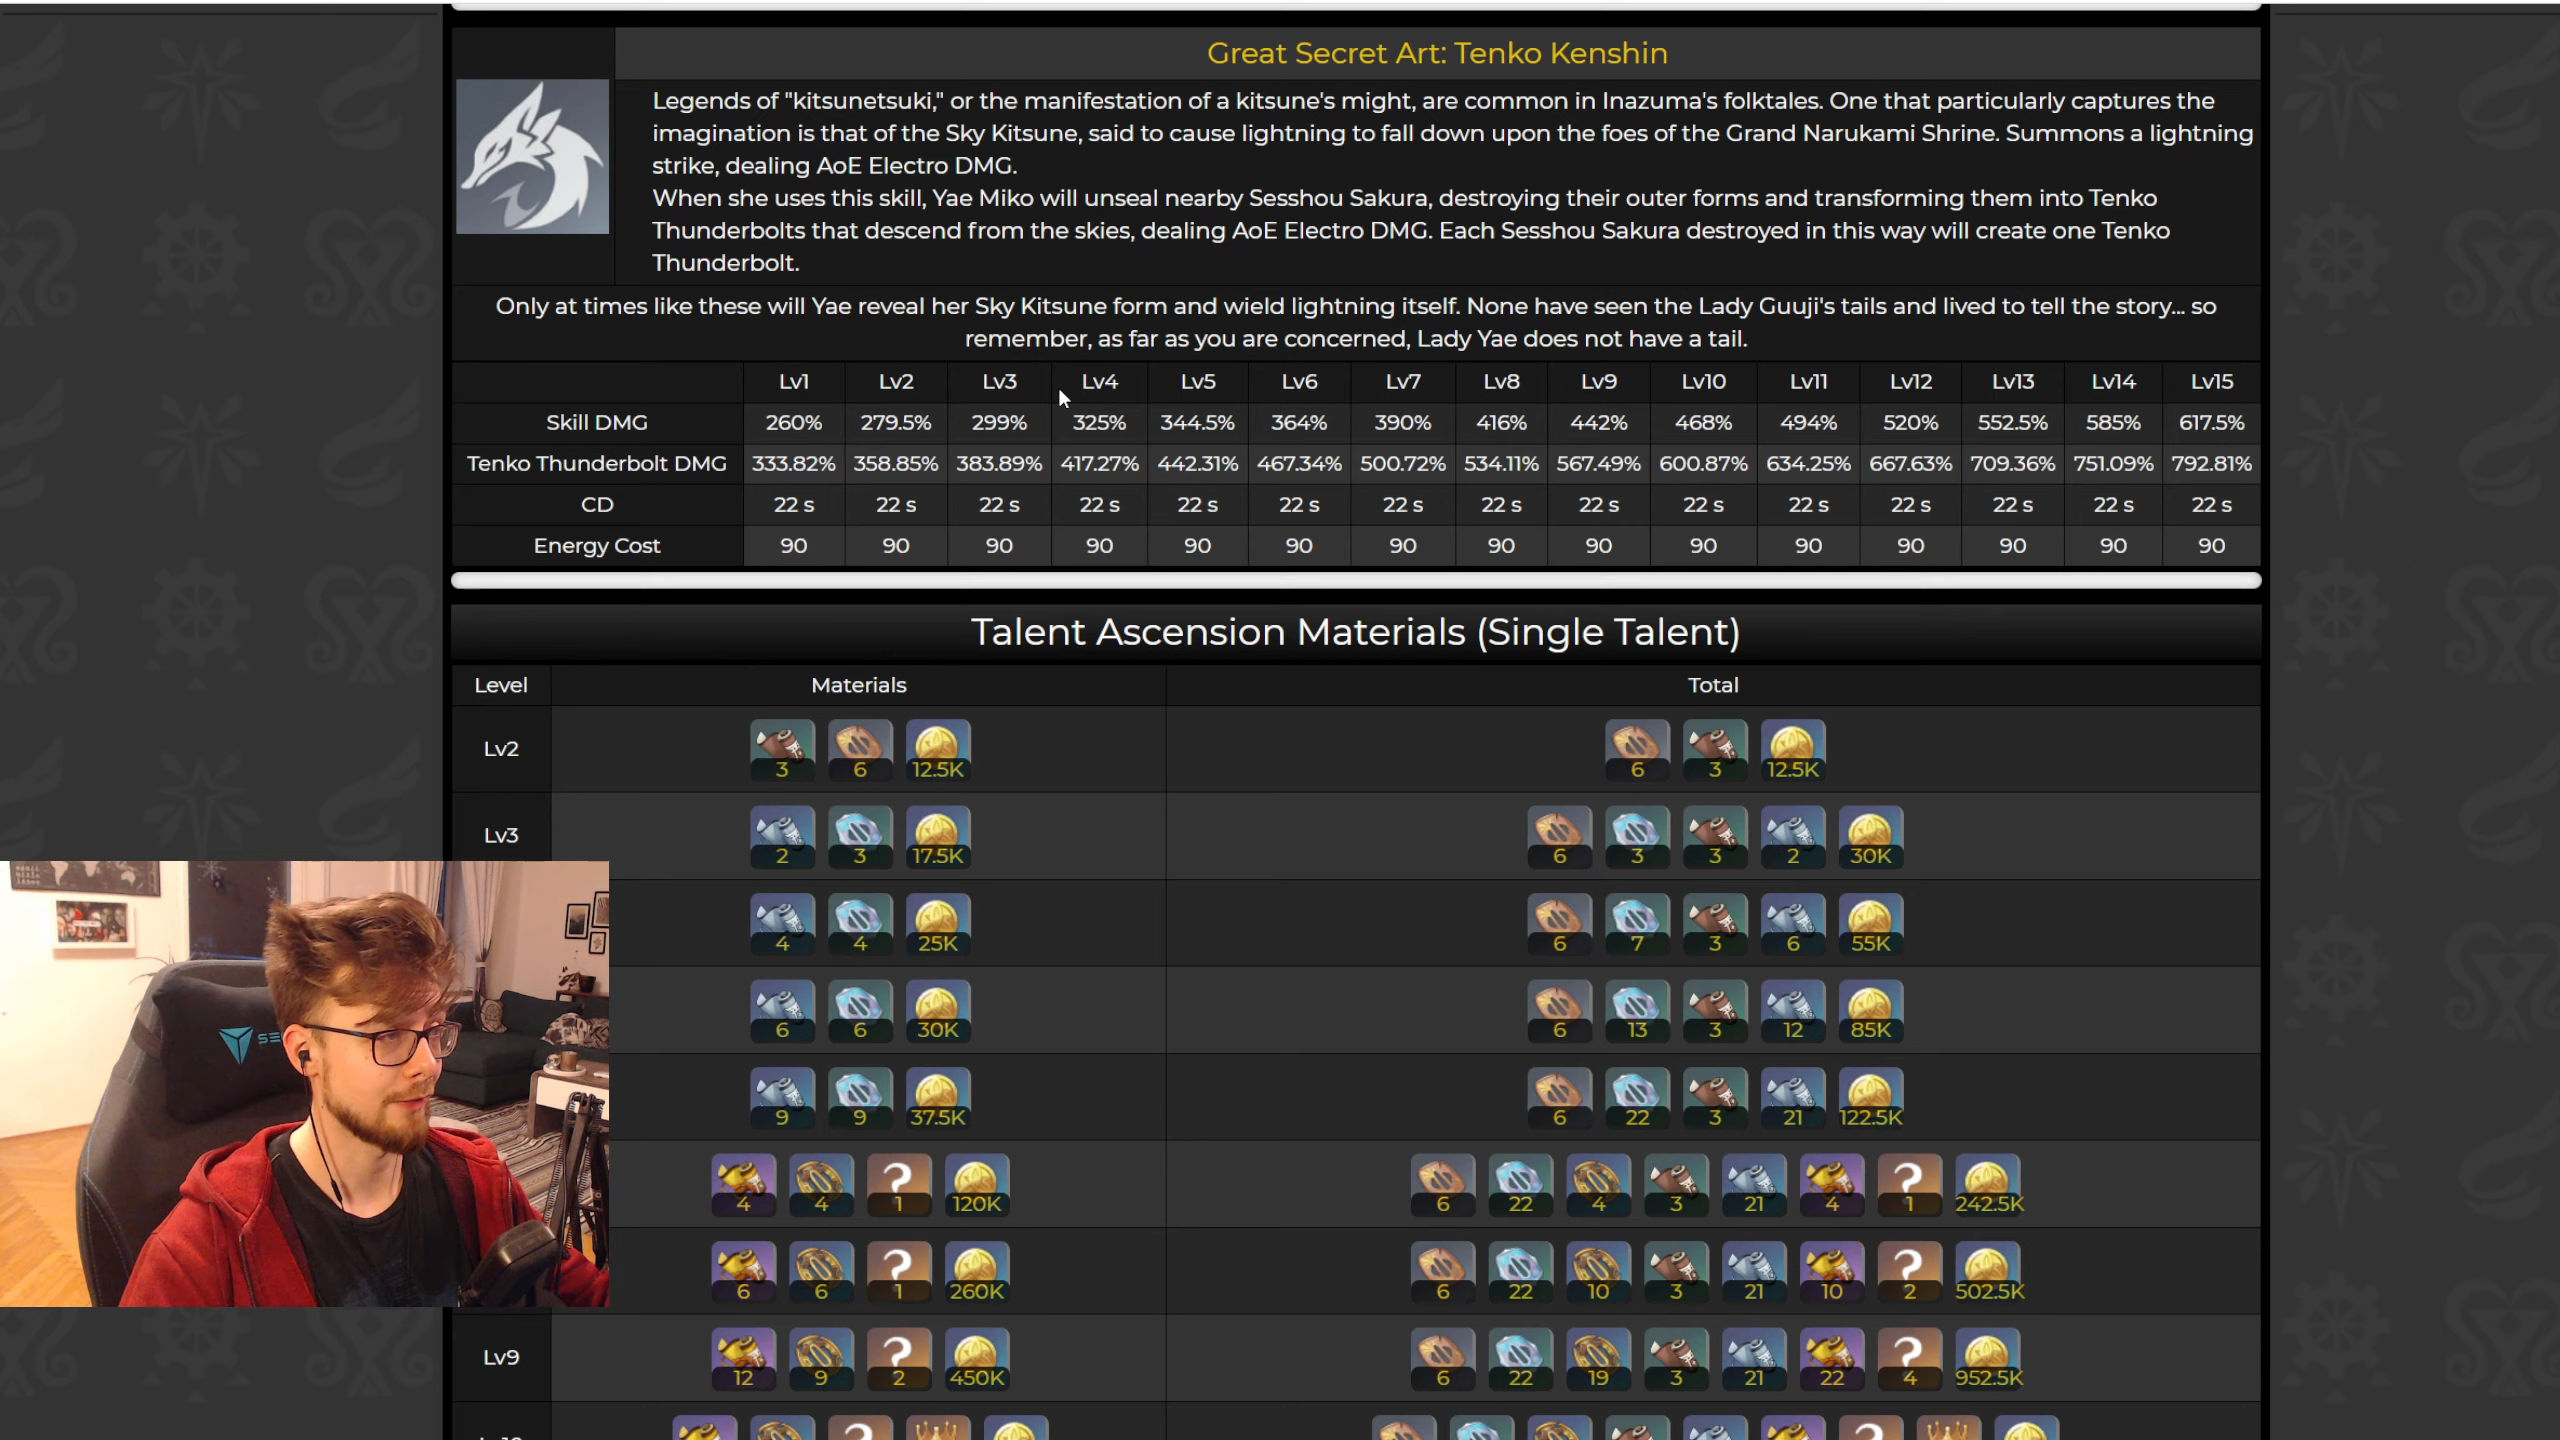 Great Secret Art: Tenko Kenshin
Legends of "kitsunetsuki," or the manifestation of a kitsune's might, are common in Inazuma's folktales. One that particularly captures the
imagination is that of the Sky Kitsune, said to cause lightning to fall down upon the foes of the Grand Narukami Shrine. Summons a lightning
strike, dealing AoE Electro DMG.
When she uses this skill, Yae Miko will unseal nearby Sesshou Sakura, destroying their outer forms and transforming them into Tenko
Thunderbolts that descend from the skies, dealing AoE Electro DMG. Each Sesshou Sakura destroyed in this way will create one Tenko
Thunderbolt.
Only at times like these will Yae reveal her Sky Kitsune form and wield lightning itself. None have seen the Lady Guuji's tails and lived to tell the story... so
remember, as far as you are concerned, Lady Yae does not have a tail.
Lv1 Lv2 Lv3 Lv4 Lv5 Lv6 Lv7 Lv8 Lv9 Lv10 Lv11 Lv12 Lv13 Lv14 Lv15
Skill DMG 260% 279.5% 299% 325% 344.5% 364% 390% 416% 442% 468% 494% 520% 552.5% 585% 617.5%
Tenko Thunderbolt DMG 333.82% 358.85% 383.89% 417.27% 442.31% 467.34% 500.72% 534.11% 567.49% 600.87% 634.25% 667.63% 709.36% 751.09% 792.81%
CD 22 s 22 s 22 s 22 s 22 s 22 s 22 s 22 s 22 s 22 s 22 s 22 s 22 s 22 s 22 s
Energy Cost 90 90 90 90 90 90 90 90 90 90 90 90 90 90 90
Talent Ascension Materials (Single Talent)
Level Materials Total
Lv2 3 6 12.5K 6 3 12.5K
Lv3 2 3 17.5K 6 3 3 2 30K
4 4 25K 6 7 3 6 55K
6 6 30K 6 13 3 12 85K
9 9 37.5K 6 22 3 21 122.5K
4 4 ? 1 120K 6 22 4 3 21 4 ? 1 242.5K
6 6 ? 1 260K 6 22 10 3 21 10 ? 2 502.5K
Lv9 12 9 ? 2 450K 6 22 19 3 21 22 ? 4 952.5K